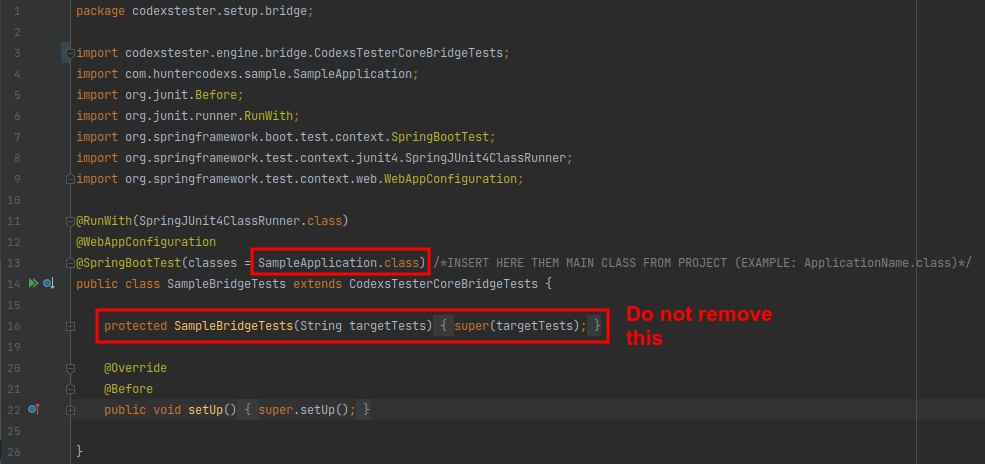 1 package codexstester.setup.bridge;
2
3 import codexstester.engine.bridge.CodexsTesterCoreBridgeTests;
4 import com.huntercodexs.sample.SampleApplication;
5 import org.junit.Before;
6 import org.junit.runner.RunWith;
7 import org.springframework.boot.test.context.SpringBootTest;
8 import org.springframework.test.context.junit4.SpringJUnit4ClassRunner;
9 import org.springframework.test.context.web.WebAppConfiguration;
10
11 @RunWith(SpringJUnit4ClassRunner.class)
12 @WebAppConfiguration
13 @SpringBootTest(classes = SampleApplication.class) /*INSERT HERE THEM MAIN CLASS FROM PROJECT (EXAMPLE: ApplicationName.class)*/
14 public class SampleBridgeTests extends CodexsTesterCoreBridgeTests {
15
16 protected SampleBridgeTests(String targetTests) { super(targetTests); }
Do not remove
this
19
20 @Override
21 @Before
22 public void setUp() { super.setUp(); }
25
26 }